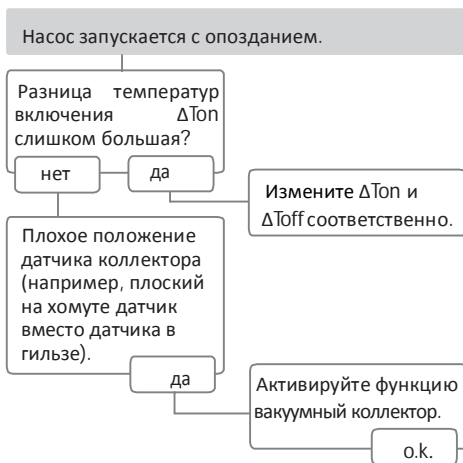 Насос запускается с опозданием.
Разница температур
включения ΔTon
слишком большая?
нет
да
Измените ΔTon и
ΔToff соответственно.
Плохое положение
датчика коллектора
(например, плоский
на хомуте датчик
вместо датчика в
гильзе).
да
Активируйте функцию
вакуумный коллектор.
o.k.